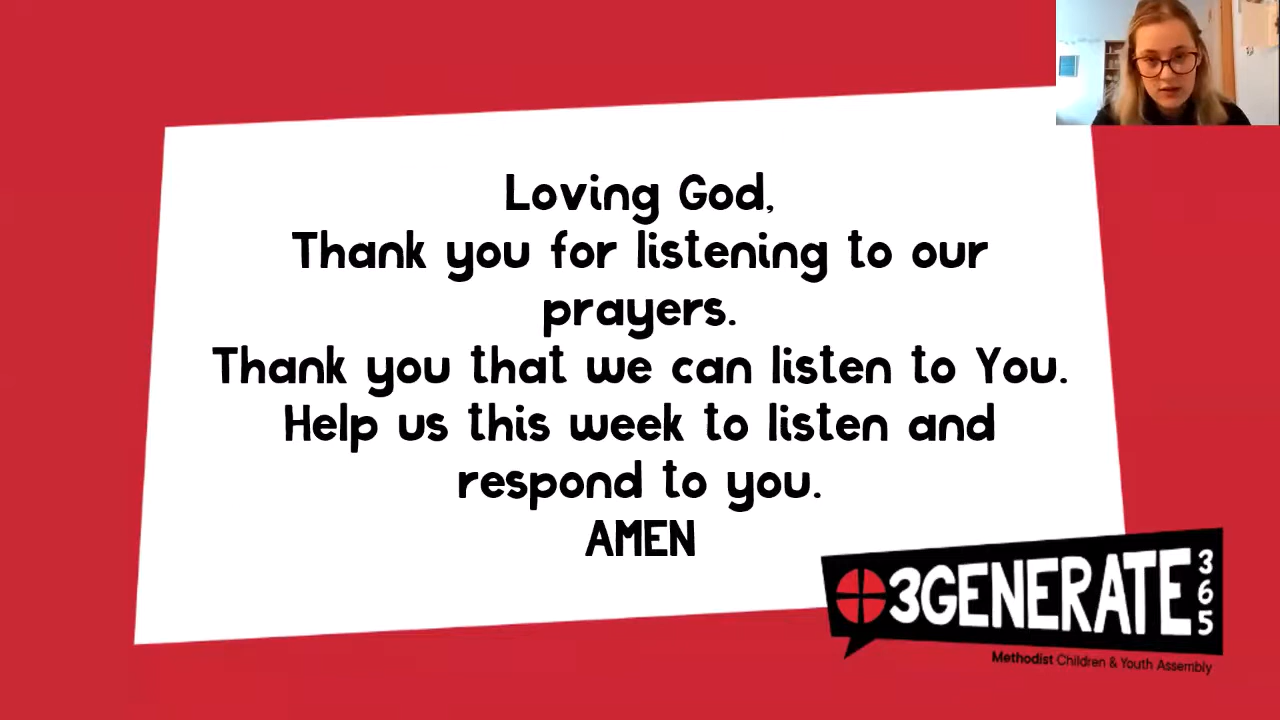 Loving God,
Thank you for listening to our
prayers.
Thank you that we can listen to You.
Help us this week to listen and
respond to you.
AMEN
3GENERATE 365
Methodist Children & Youth Assembly